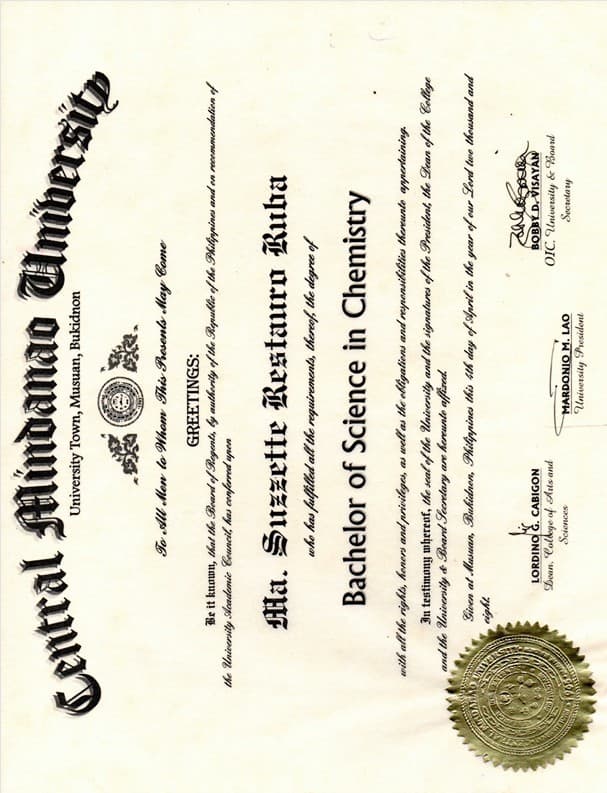 Central Mindanao University
University Town, Musuan, Bukidnon
To All Men to Whom This Presents May Come
GREETINGS:
Be it known, that the Board of Regents, by authority of the Republic of the Philippines and on recommendation of
the University Academic Council, has conferred upon
Ma. Suzzette Restauro Ruba
who has fulfilled all the requirements, thereof, the degree of
Bachelor of Science in Chemistry
with all the rights, honors and privileges, as well as the obligations and responsibilities thereunto appertaining.
In testimony whereof, the seal of the University and the signatures of the President, the Dean of the College
and the University & Board Secretary are hereunto affixed.
Given at Musuan, Bukidnon, Philippines this 5th day of April in the year of our Lord two thousand and
eight.
LORDINO G. CABIGON
Dean, College of Arts and
Sciences
MARDONIO M. LAO
University President
BOBBY D. VISAYAN
OIC, University & Board
Secretary